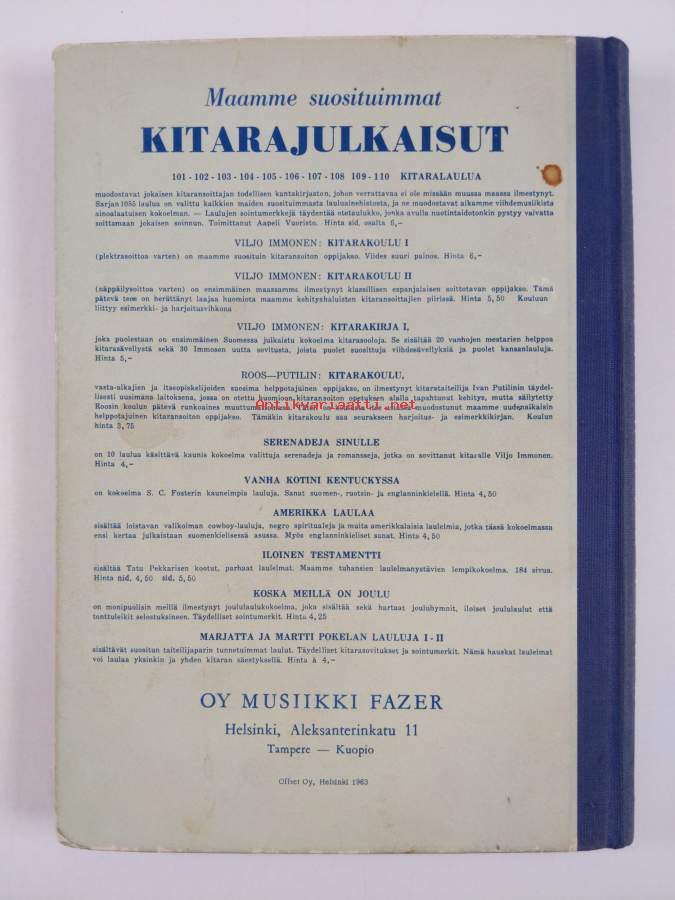 Maamme suosituimmat
KITARAJULKAISUT
101 - 102 - 103 - 104 - 105 - 106 - 107 - 108 109 - 110 KITARALAULUA
muodostavat jokaisen kitaransoittajan todellisen kantakirjaston, johon verrattavaa ei ole missään muussa maassa ilmestynyt.
Sarjan 1055 laulua on valittu kaikkien maiden suosituimmasta lauluainehistosta, ja ne muodostavat aikamme viihdemusiikista
ainoalaatuisen kokoelman. — Laulujen sointumerkkejä täydentää otetaulukko, jonka avulla nuotintaidotonkin pystyy vaivatta
soittamaan jokaisen soinnun. Toimittanut Aapeli Vuoristo. Hinta sid. osalta 6,—
VILJO IMMONEN: KITARAKOULU I
(plektrasoittoa varten) on maamme suosituin kitaransoiton oppijakso. Viides suuri painos. Hinta 6,—
VILJO IMMONEN: KITARAKOULU II
(näppäilysoittoa varten) on ensimmäinen maassamme ilmestynyt klassillisen espanjalaisen soittotavan oppijakso. Tämä
pätevä teos on herättänyt laajaa huomiota maamme kehityshaluisten kitaransoittajien piirissä. Hinta 5,50 Kouluun
liittyy esimerkki- ja harjoitusvihkona
VILJO IMMONEN: KITARAKIRJA I,
joka puolestaan on ensimmäinen Suomessa julkaistu kokoelma kitarasooloja. Se sisältää 20 vanhojen mestarien helppoa
kitarasävellystä sekä 30 Immosen uutta sovitusta, joista puolet suosittuja viihdesävellyksiä ja puolet kansanlauluja.
Hinta 5,—
ROOS—PUTILIN: KITARAKOULU,
vasta-alkajien ja itseopiskelijoiden suosima helppotajuinen oppijakso, on ilmestynyt kitarataiteilija Ivan Putilinin täydel-
lisesti uusimana laitoksena, jossa on otettu huomioon kitaransoiton opetuksen alalla tapahtunut kehitys, mutta säilytetty
Roosin koulun pätevä runkoaines muuttumattomana. Täten on muodostunut maamme uudenaikaisin
helppotajuinen kitaransoiton oppijakso. Tämäkin kitarakoulu saa seurakseen harjoitus- ja esimerkkikirjan. Koulun
hinta 3,75
Antikvariaatti.net
SERENADEJA SINULLE
on 10 laulua käsittävä kaunis kokoelma valittuja serenadeja ja romansseja, jotka on sovittanut kitaralle Viljo Immonen.
Hinta 4,—
VANHA KOTINI KENTUCKYSSA
on kokoelma S. C. Fosterin kauneimpia lauluja. Sanat suomen-, ruotsin- ja englanninkielellä. Hinta 4,50
AMERIKKA LAULAA
sisältää loistavan valikoiman cowboy-lauluja, negro spiritualeja ja muita amerikkalaisia laulelmia, jotka tässä kokoelmassa
ensi kertaa julkaistaan suomenkielisessä asussa. Myös englanninkieliset sanat. Hinta 4,50
ILOINEN TESTAMENTTI
sisältää Tatu Pekkarisen kootut, parhaat laulelmat. Maamme tuhansien laulelmanystävien lempikokoelma. 184 sivua.
Hinta nid. 4,50 sid. 5,50
KOSKA MEILLÄ ON JOULU
on monipuolisin meillä ilmestynyt joululaulukokoelma, joka sisältää sekä hartaat jouluhymnit, iloiset joululaulut että
tonttuleikit selostuksineen. Täydelliset sointumerkit. Hinta 4,25
MARJATTA JA MARTTI POKELAN LAULUJA I - II
sisältävät suositun taiteilijaparin tunnetuimmat laulut. Täydelliset kitarasovitukset ja sointumerkit. Nämä hauskat laulelmat
voi laulaa yksinkin ja yhden kitaran säestyksellä. Hinta à 4,—
OY MUSIIKKI FAZER
Helsinki, Aleksanterinkatu 11
Tampere — Kuopio
Offset Oy, Helsinki 1963